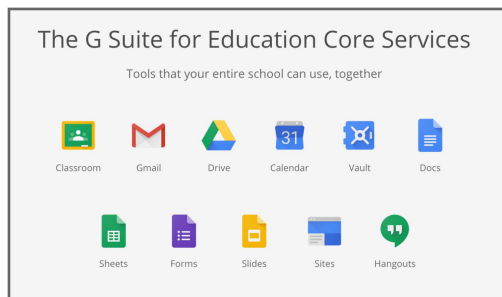 The G Suite for Education Core Services
Tools that your entire school can use, together
31
Classroom Gmail Drive Calendar Vault Docs
Sheets Forms Slides Sites Hangouts